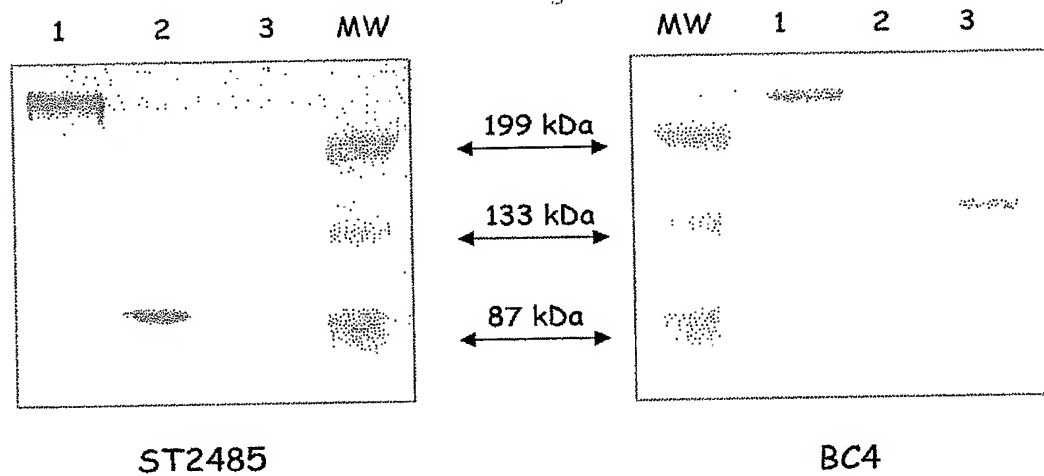 1 2 3 MW
MW 1 2 3
199 kDa
133 kDa
87 kDa
ST2485
BC4